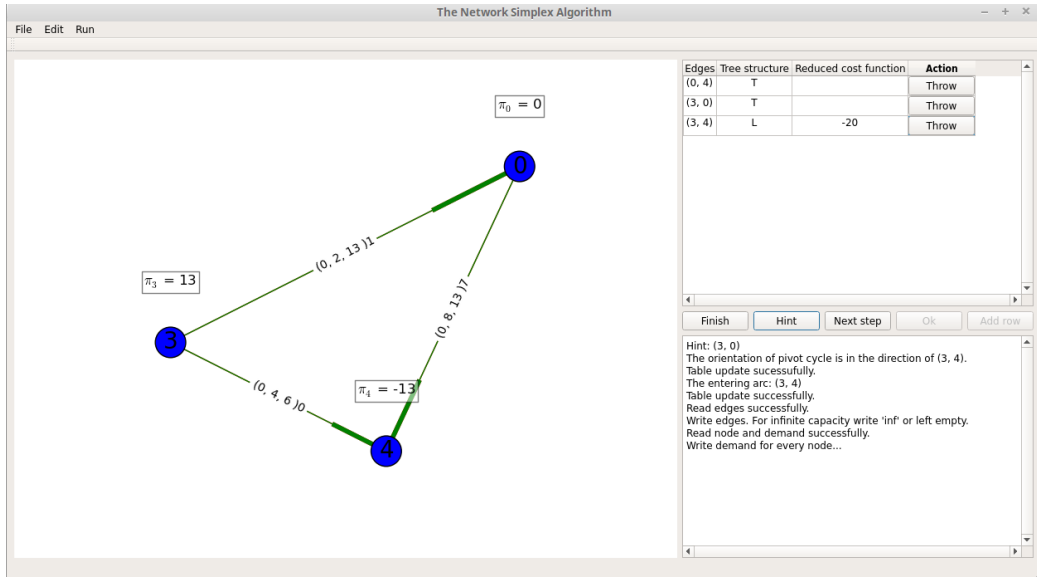 The Network Simplex Algorithm
File Edit Run
π0 = 0
0
(0, 2, 13 )1
π3 = 13
3
(0, 8, 13 )7
(0, 4, 6 )0
π4 = -13
4
Edges Tree structure Reduced cost function Action
(0, 4) T Throw
(3, 0) T Throw
(3, 4) L -20 Throw
Finish Hint Next step Ok Add row
Hint: (3, 0)
The orientation of pivot cycle is in the direction of (3, 4).
Table update sucessufully.
The entering arc: (3, 4)
Table update sucessufully.
Read edges successfully.
Write edges. For infinite capacity write 'inf' or left empty.
Read node and demand successfully.
Write demand for every node...